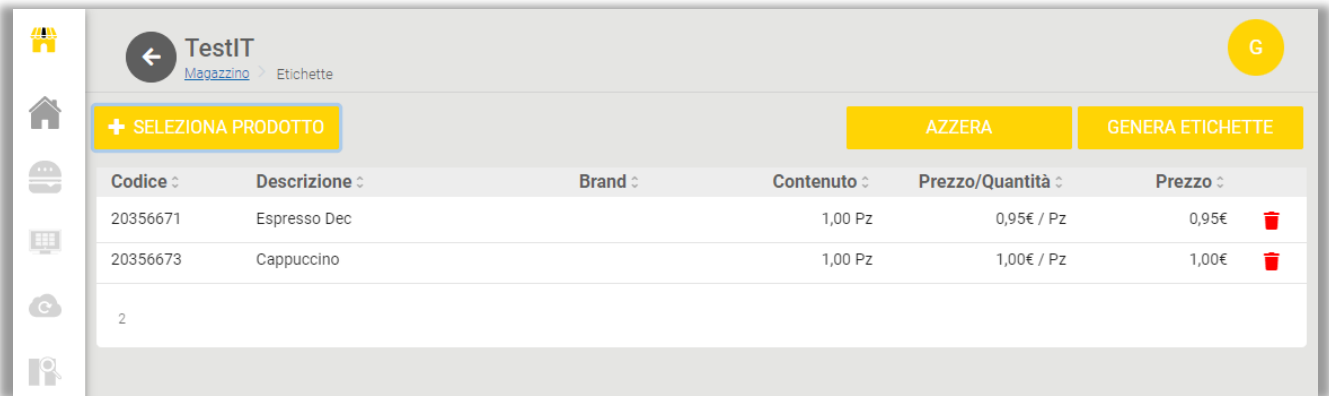 TestIT
G
Magazzino > Etichette
+ SELEZIONA PRODOTTO
AZZERA
GENERA ETICHETTE
Codice Descrizione Brand Contenuto Prezzo/Quantità Prezzo
20356671 Espresso Dec 1,00 Pz 0,95€ / Pz 0,95€
20356673 Cappuccino 1,00 Pz 1,00€ / Pz 1,00€
2